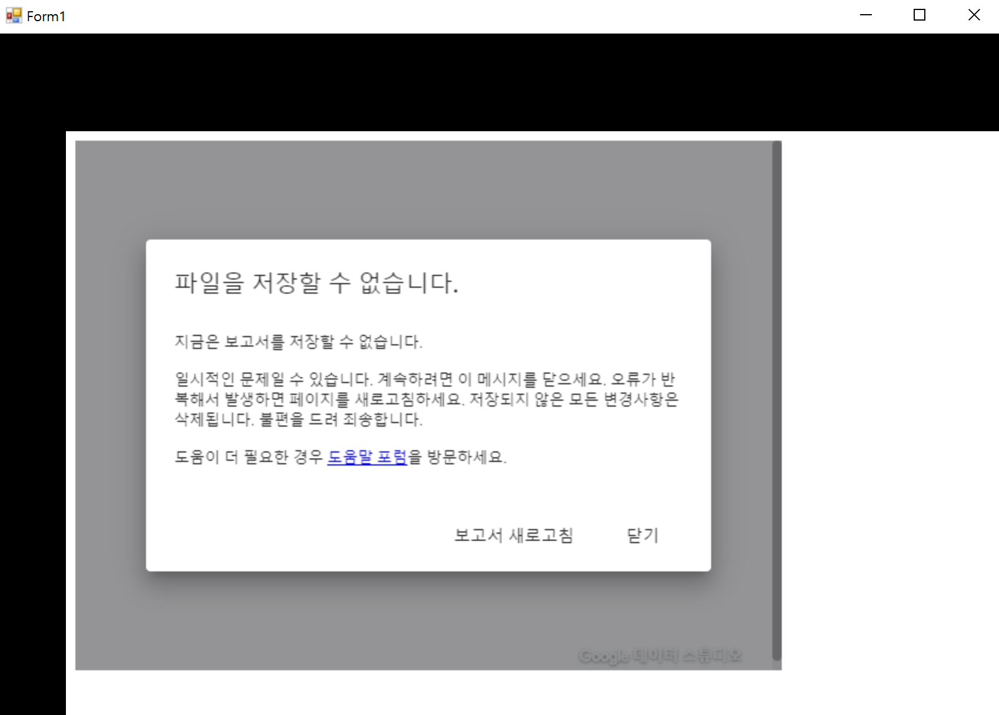 Form1
파일을 저장할 수 없습니다.
지금은 보고서를 저장할 수 없습니다.
일시적인 문제일 수 있습니다. 계속하려면 이 메시지를 닫으세요. 오류가 반
복해서 발생하면 페이지를 새로고침하세요. 저장되지 않은 모든 변경사항은
삭제됩니다. 불편을 드려 죄송합니다.
도움이 더 필요한 경우 도움말 포럼을 방문하세요.
보고서 새로고침 닫기
Google 데이터 스튜디오